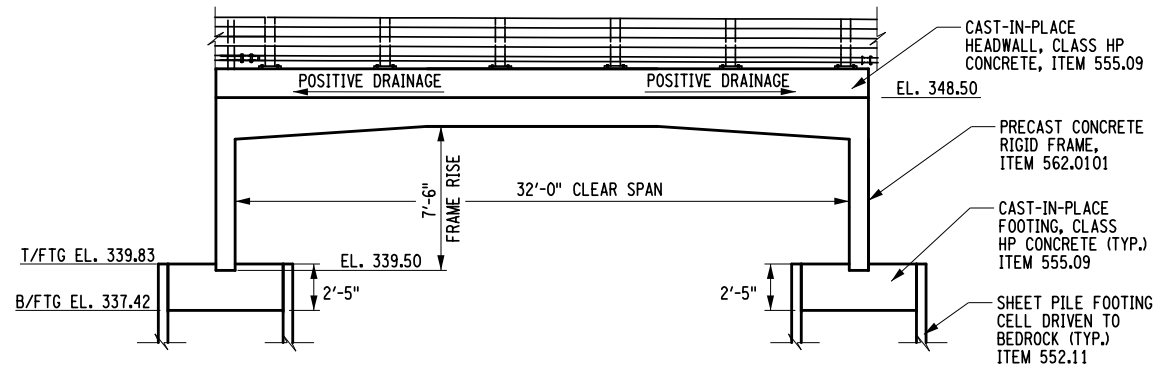 CAST-IN-PLACE
HEADWALL, CLASS HP
CONCRETE, ITEM 555.09
POSITIVE DRAINAGE
POSITIVE DRAINAGE
EL. 348.50
PRECAST CONCRETE
RIGID FRAME,
ITEM 562.0101
7'-6"
FRAME RISE
32'-0" CLEAR SPAN
CAST-IN-PLACE
FOOTING, CLASS
HP CONCRETE (TYP.)
ITEM 555.09
T/FTG EL. 339.83
EL. 339.50
B/FTG EL. 337.42
2'-5"
2'-5"
SHEET PILE FOOTING
CELL DRIVEN TO
BEDROCK (TYP.)
ITEM 552.11